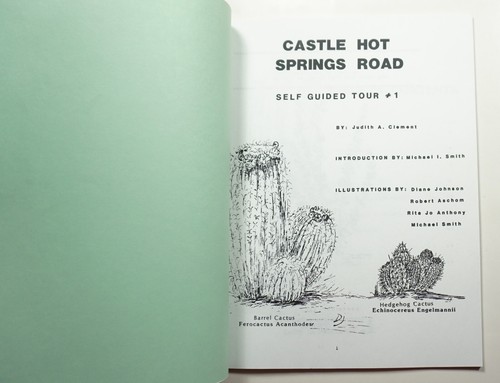 CASTLE HOT
SPRINGS ROAD
SELF GUIDED TOUR #1
BY: Judith A. Clement
INTRODUCTION BY: Michael I. Smith
ILLUSTRATIONS BY: Diane Johnson
Robert Aschom
Rita Jo Anthony
Michael Smith
Hedgehog Cactus
Echinocereus Engelmannii
Barrel Cactus
Ferocactus Acanthodes